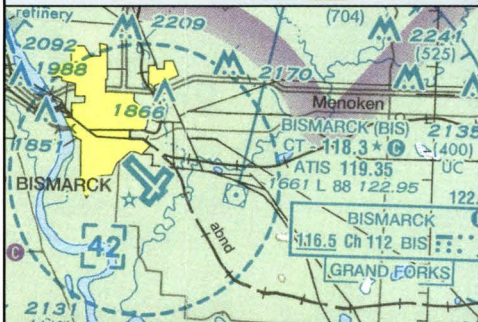 refinery
2209
(704)
2241
(525)
2092
1988
2170
1866
Menoken
BISMARCK (BIS)
2135
(400)
UC
CT - 118.3 ★ C
ATIS 119.35
1661 L 88 122.95
1851
BISMARCK
122.
BISMARCK
116.5 Ch 112 BIS
GRAND FORKS
42
abnd
C
2131